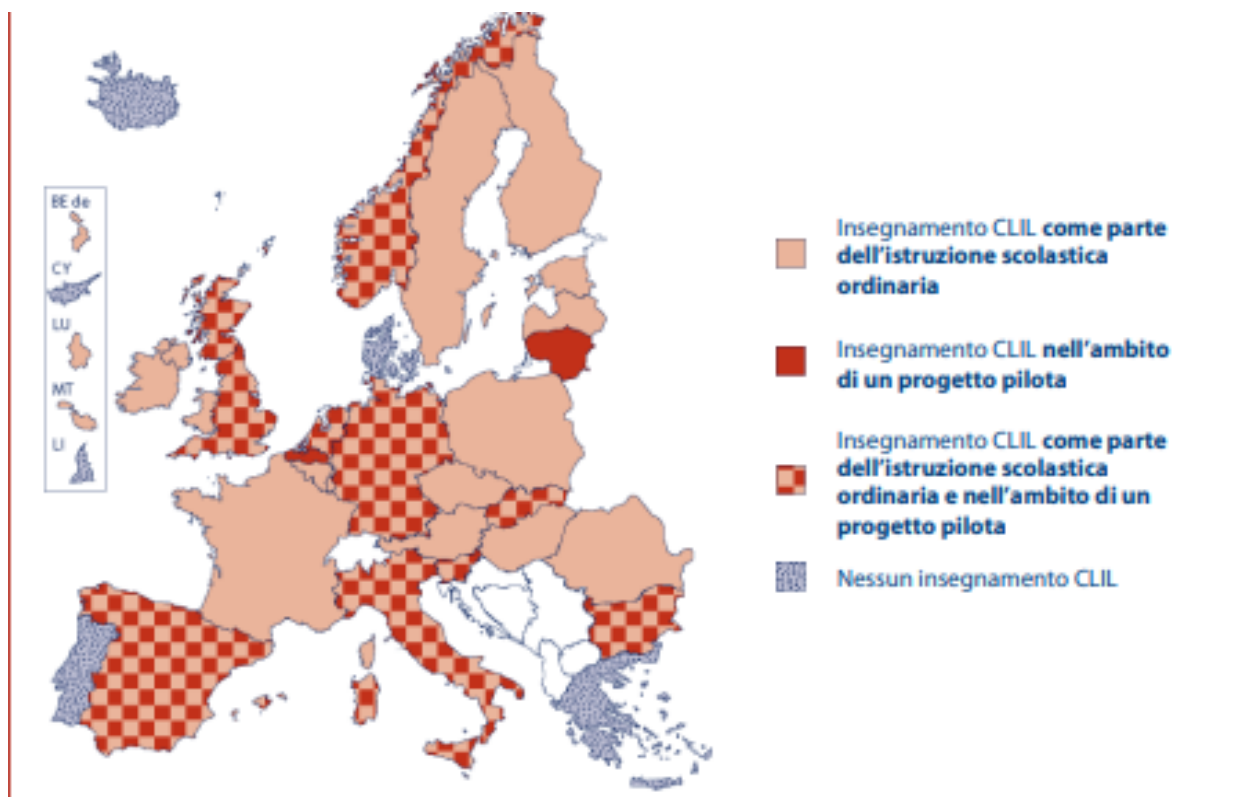 BE de
CY
LU
MT
LI
Insegnamento CLIL come parte
dell'istruzione scolastica
ordinaria
Insegnamento CLIL nell'ambito
di un progetto pilota
Insegnamento CLIL come parte
dell'istruzione scolastica
ordinaria e nell'ambito di un
progetto pilota
Nessun insegnamento CLIL